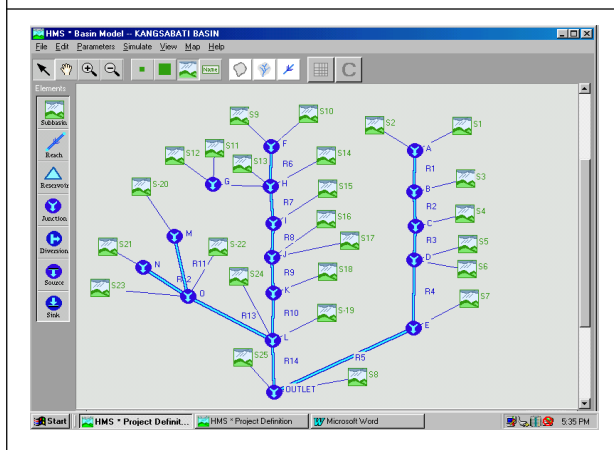 HMS * Basin Model -- KANGSABATI BASIN
File Edit Parameters Simulate View Map Help
Name
C
Elements
Subbasin
Reach
Reservoir
Junction
Diversion
Source
Sink
S9
S10
S2
S1
F
A
S11
S12
S13
S14
R6
R1
S3
G
H
B
S-20
S15
R7
R2
S4
I
C
S16
S21
M
S-22
R8
S17
R3
S5
J
D
N
R11
S24
R9
S18
S6
S23
R12
O
K
R4
S7
R13
R10
S-19
L
E
S25
R14
R5
S8
OUTLET
Start
HMS * Project Definit...
HMS * Project Definition
Microsoft Word
5:35 PM